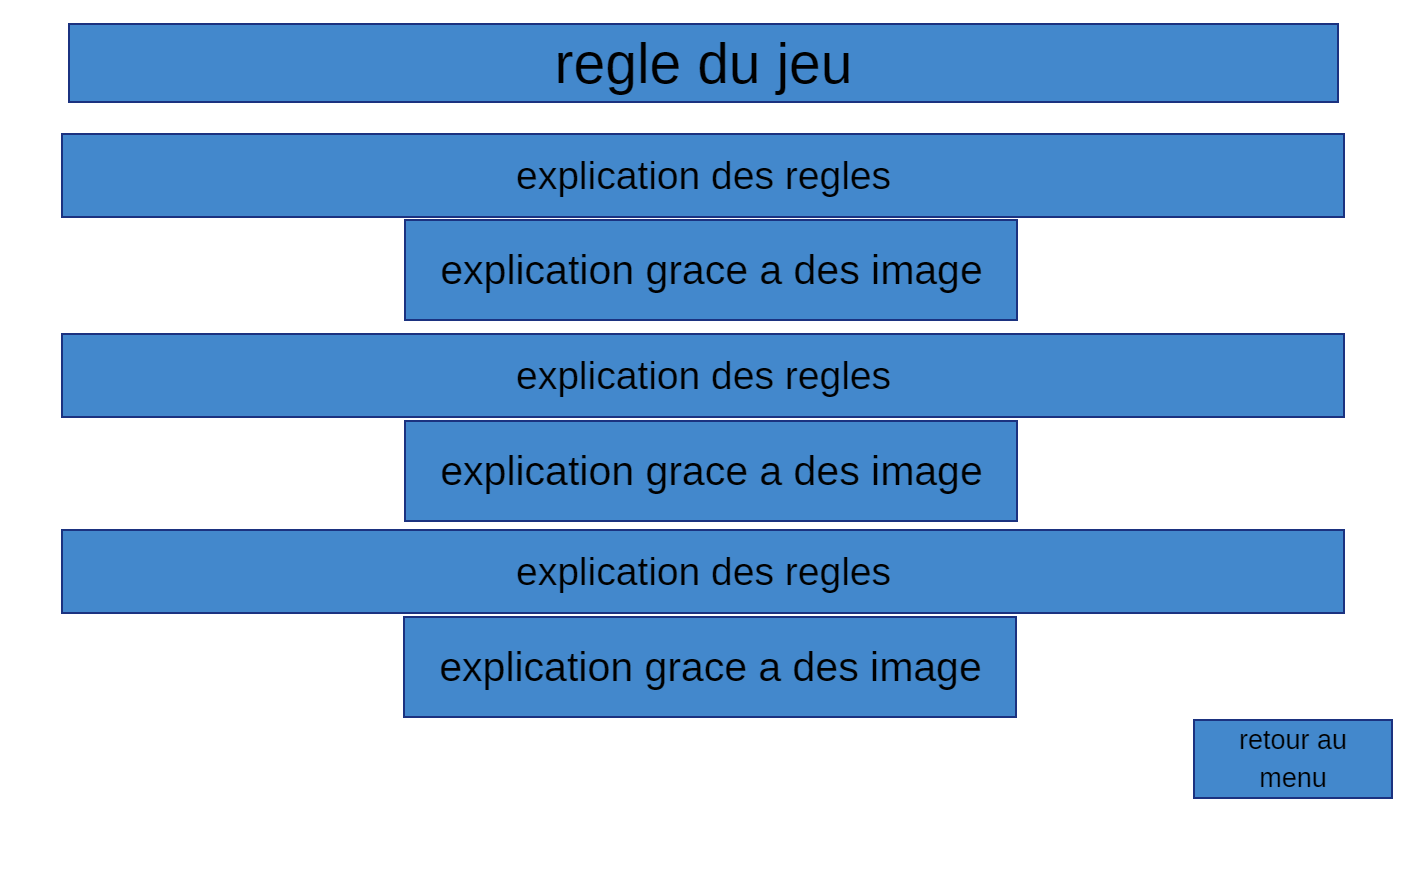 regle du jeu
explication des regles
explication grace a des image
explication des regles
explication grace a des image
explication des regles
explication grace a des image
retour au
menu